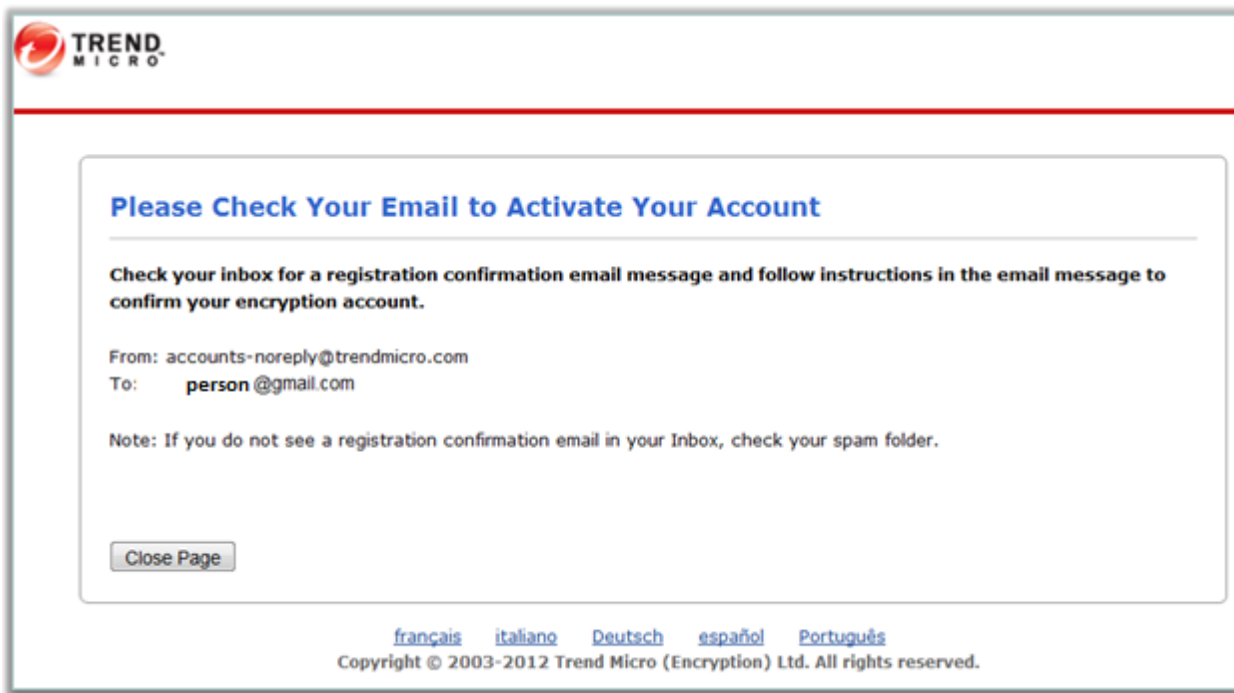 TREND
MICRO™
Please Check Your Email to Activate Your Account
Check your inbox for a registration confirmation email message and follow instructions in the email message to
confirm your encryption account.
From: accounts-noreply@trendmicro.com
To: person @gmail.com
Note: If you do not see a registration confirmation email in your Inbox, check your spam folder.
Close Page
français italiano Deutsch español Português
Copyright © 2003-2012 Trend Micro (Encryption) Ltd. All rights reserved.